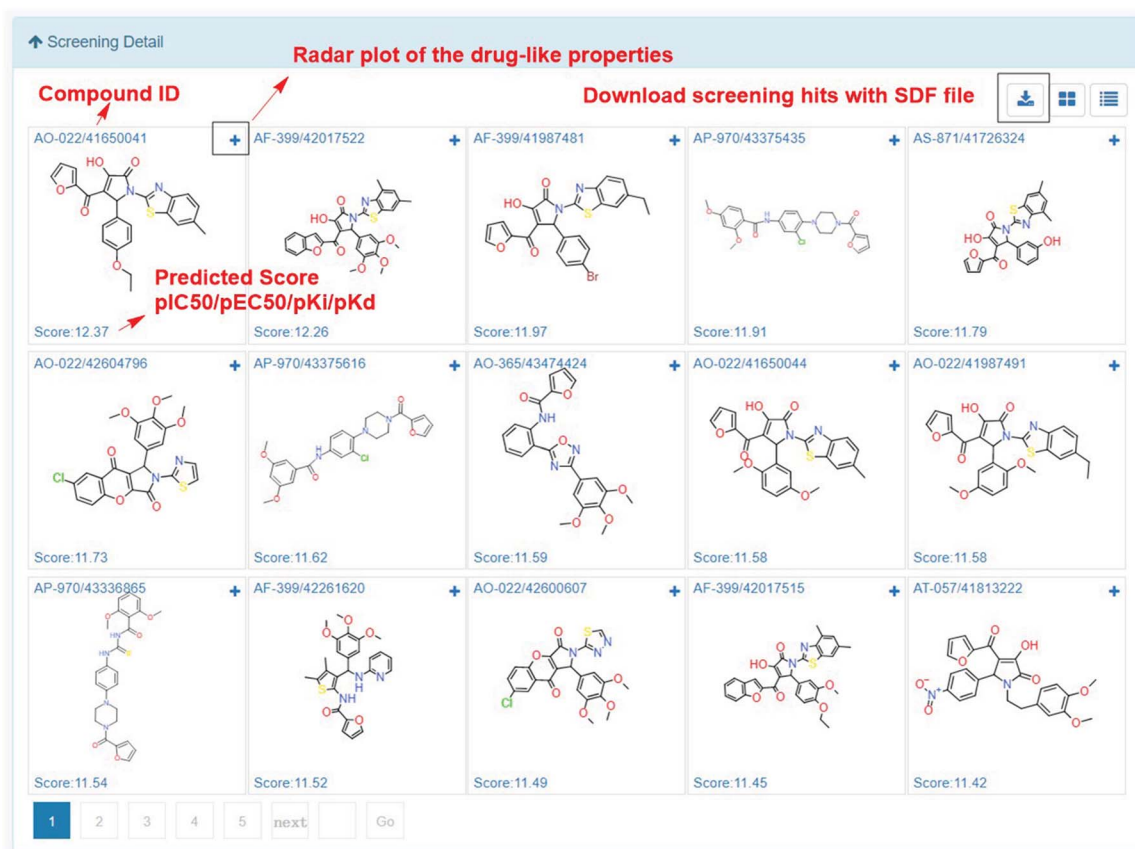 Screening Detail
Radar plot of the drug-like properties
Compound ID
Download screening hits with SDF file
AO-022/41650041
AF-399/42017522
AF-399/41987481
AP-970/43375435
AS-871/41726324
Predicted Score
pIC50/pEC50/pKi/pKd
Score:12.37
Score:12.26
Score:11.97
Score:11.91
Score:11.79
AO-022/42604796
AP-970/43375616
AO-365/43474424
AO-022/41650044
AO-022/41987491
Score:11.73
Score:11.62
Score:11.59
Score:11.58
Score:11.58
AP-970/43336865
AF-399/42261620
AO-022/42600607
AF-399/42017515
AT-057/41813222
Score:11.54
Score:11.52
Score:11.49
Score:11.45
Score:11.42
1 2 3 4 5 next Go